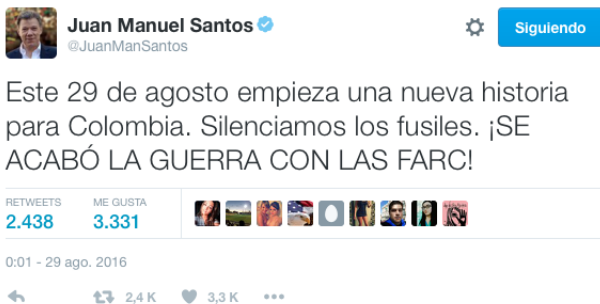 Juan Manuel Santos
@JuanManSantos
Siguiendo
Este 29 de agosto empieza una nueva historia
para Colombia. Silenciamos los fusiles. ¡SE
ACABÓ LA GUERRA CON LAS FARC!
RETWEETS ME GUSTA
2.438 3.331
0:01 - 29 ago. 2016
2,4 K 3,3 K